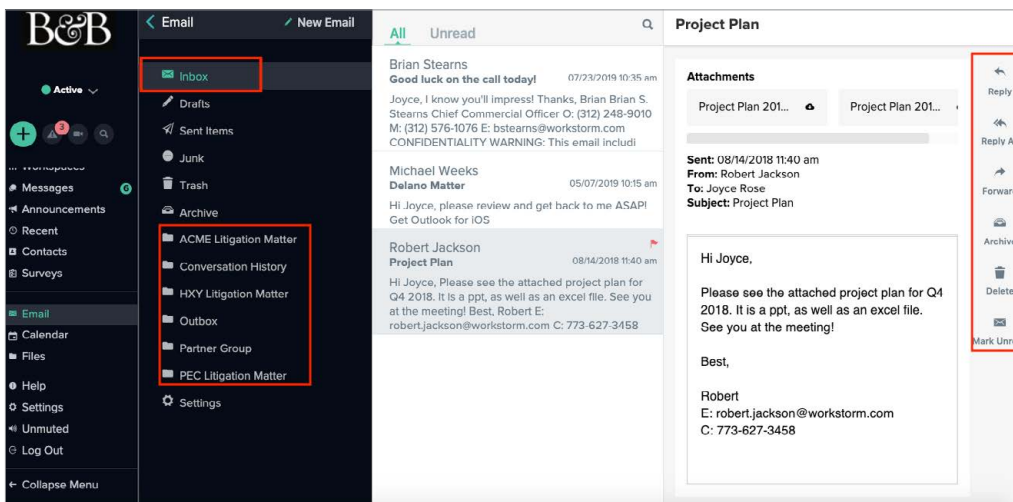 B&B
Active
3
Workspaces
Messages 6
Announcements
Recent
Contacts
Surveys
Email
Calendar
Files
Help
Settings
Unmuted
Log Out
Collapse Menu
Email
New Email
Inbox
Drafts
Sent Items
Junk
Trash
Archive
ACME Litigation Matter
Conversation History
HXY Litigation Matter
Outbox
Partner Group
PEC Litigation Matter
Settings
All Unread
Brian Stearns
Good luck on the call today! 07/23/2019 10:35 am
Joyce, I know you'll impress! Thanks, Brian Brian S.
Stearns Chief Commercial Officer O: (312) 248-9010
M: (312) 576-1076 E: bstearns@workstorm.com
CONFIDENTIALITY WARNING: This email includi
Michael Weeks
Delano Matter 05/07/2019 10:15 am
Hi Joyce, please review and get back to me ASAP!
Get Outlook for iOS
Robert Jackson
Project Plan 08/14/2018 11:40 am
Hi Joyce, Please see the attached project plan for
Q4 2018. It is a ppt, as well as an excel file. See you
at the meeting! Best, Robert E:
robert.jackson@workstorm.com C: 773-627-3458
Project Plan
Attachments
Project Plan 201... Project Plan 201...
Sent: 08/14/2018 11:40 am
From: Robert Jackson
To: Joyce Rose
Subject: Project Plan
Hi Joyce,
Please see the attached project plan for Q4
2018. It is a ppt, as well as an excel file.
See you at the meeting!
Best,
Robert
E: robert.jackson@workstorm.com
C: 773-627-3458
Reply
Reply A
Forwar
Archive
Delete
Mark Unr